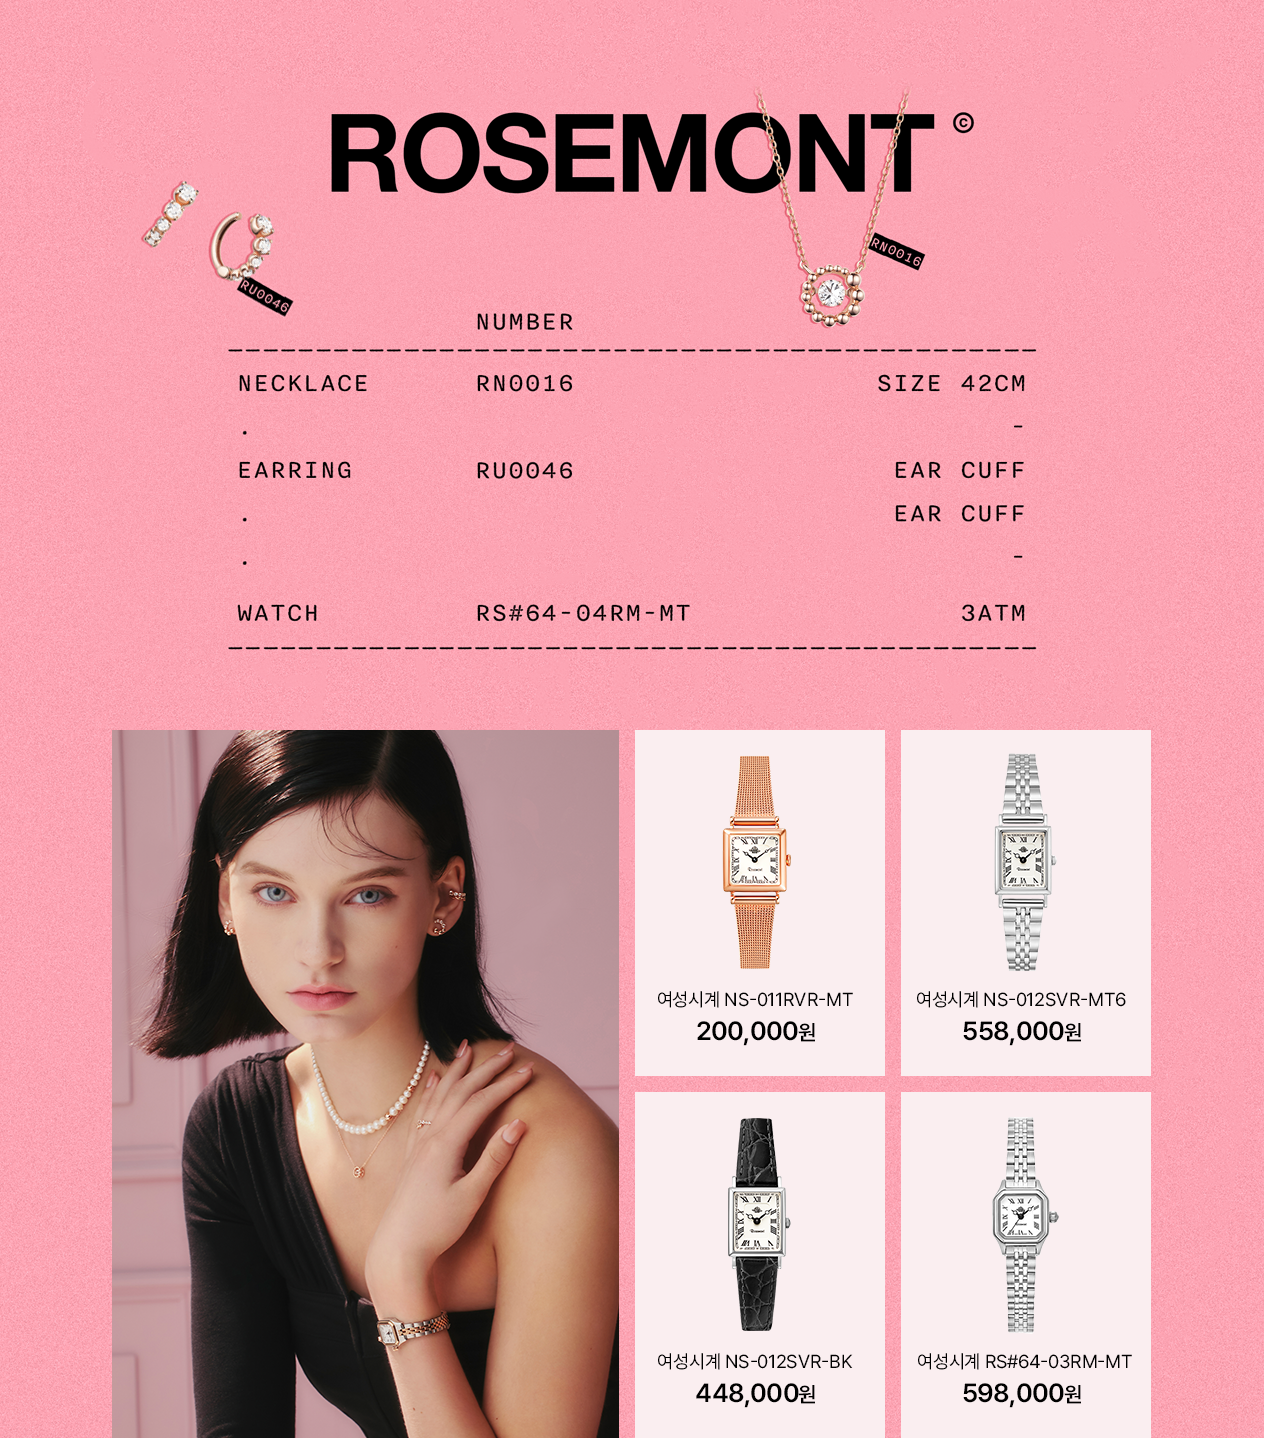 ROSEMONT ©
RN0016
RU0046
NUMBER
NECKLACE RN0016 SIZE 42CM
. -
EARRING RU0046 EAR CUFF
. EAR CUFF
. -
WATCH RS#64-04RM-MT 3ATM
여성시계 NS-011RVR-MT
200,000원
여성시계 NS-012SVR-MT6
558,000원
여성시계 NS-012SVR-BK
448,000원
여성시계 RS#64-03RM-MT
598,000원